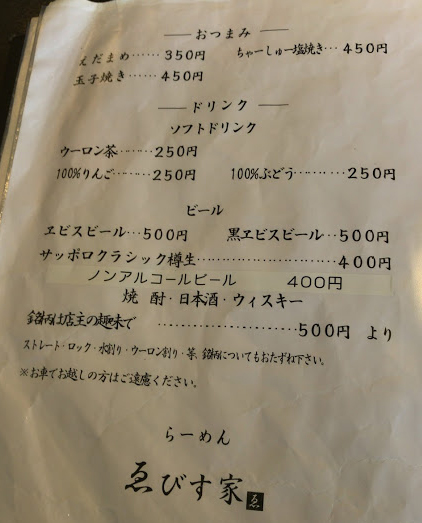 おつまみ
えだまめ……350円 ちゃーしゅー塩焼き…450円
玉子焼き……450円
ドリンク
ソフトドリンク
ウーロン茶………250円
100%りんご………250円 100%ぶどう…………250円
ビール
ヱビスビール…500円 黒ヱビスビール…500円
サッポロクラシック樽生……………………400円
ノンアルコールビール 400円
焼 酎・日本酒・ウィスキー
銘柄は店主の趣味で ……………………500円 より
ストレート・ロック・水割り・ウーロン割り・等、銘柄についてもおたずね下さい。
※お車でお越しの方はご遠慮ください。
らーめん
ゑびす家 ゑ